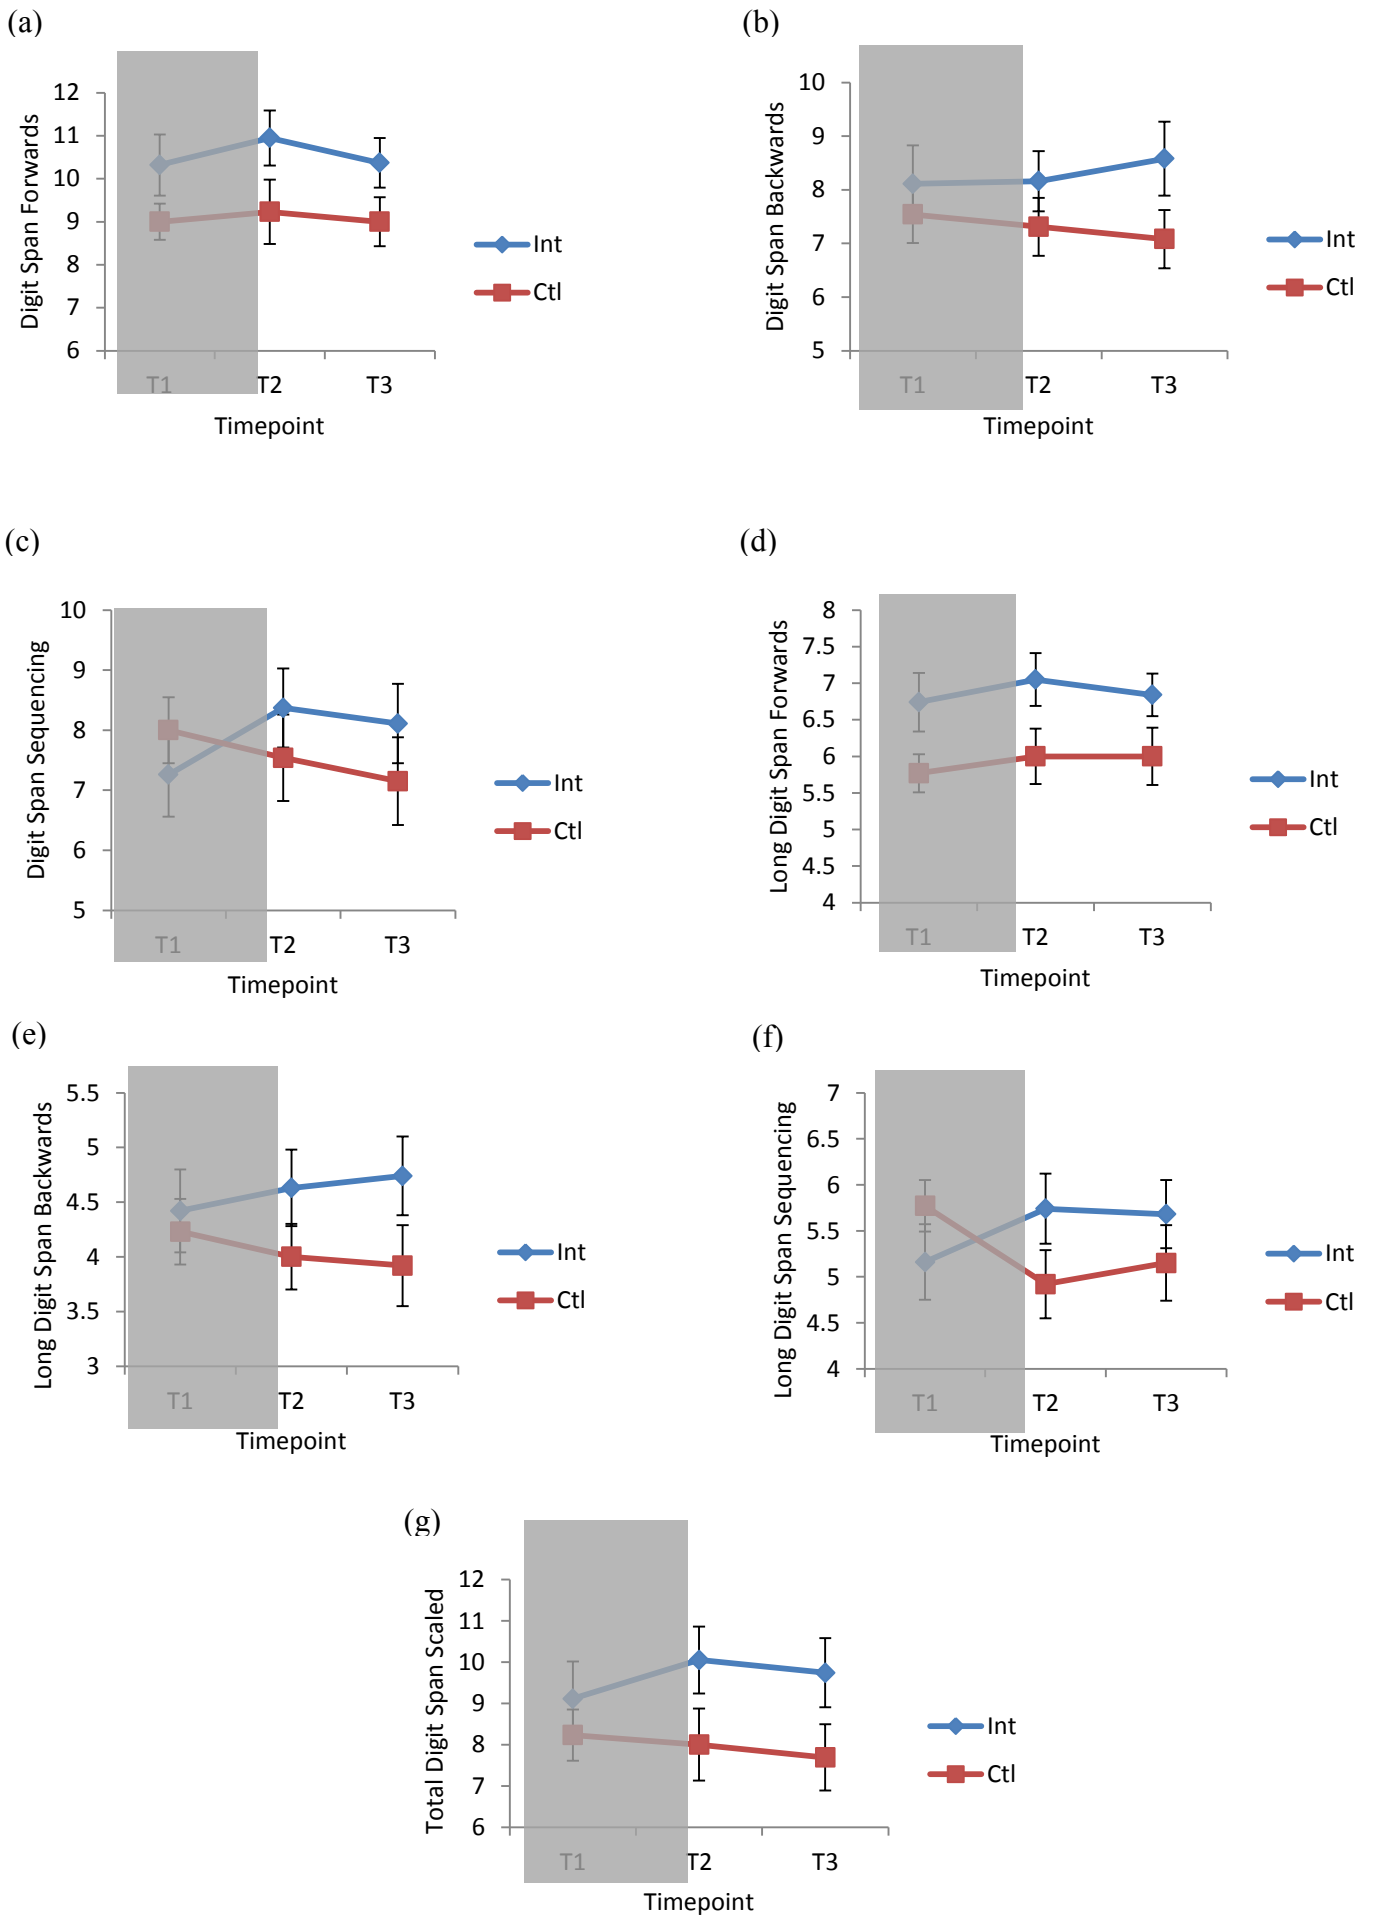 (a)
Digit Span Forwards
12
11
10
9
8
7
6
T1 T2 T3
Timepoint
Int
Ctl
(b)
Digit Span Backwards
10
9
8
7
6
5
T1 T2 T3
Timepoint
Int
Ctl
(c)
Digit Span Sequencing
10
9
8
7
6
5
T1 T2 T3
Timepoint
Int
Ctl
(d)
Long Digit Span Forwards
8
7.5
7
6.5
6
5.5
5
4.5
4
T1 T2 T3
Timepoint
Int
Ctl
(e)
Long Digit Span Backwards
5.5
5
4.5
4
3.5
3
T1 T2 T3
Timepoint
Int
Ctl
(f)
Long Digit Span Sequencing
7
6.5
6
5.5
5
4.5
4
T1 T2 T3
Timepoint
Int
Ctl
(g)
Total Digit Span Scaled
12
11
10
9
8
7
6
T1 T2 T3
Timepoint
Int
Ctl